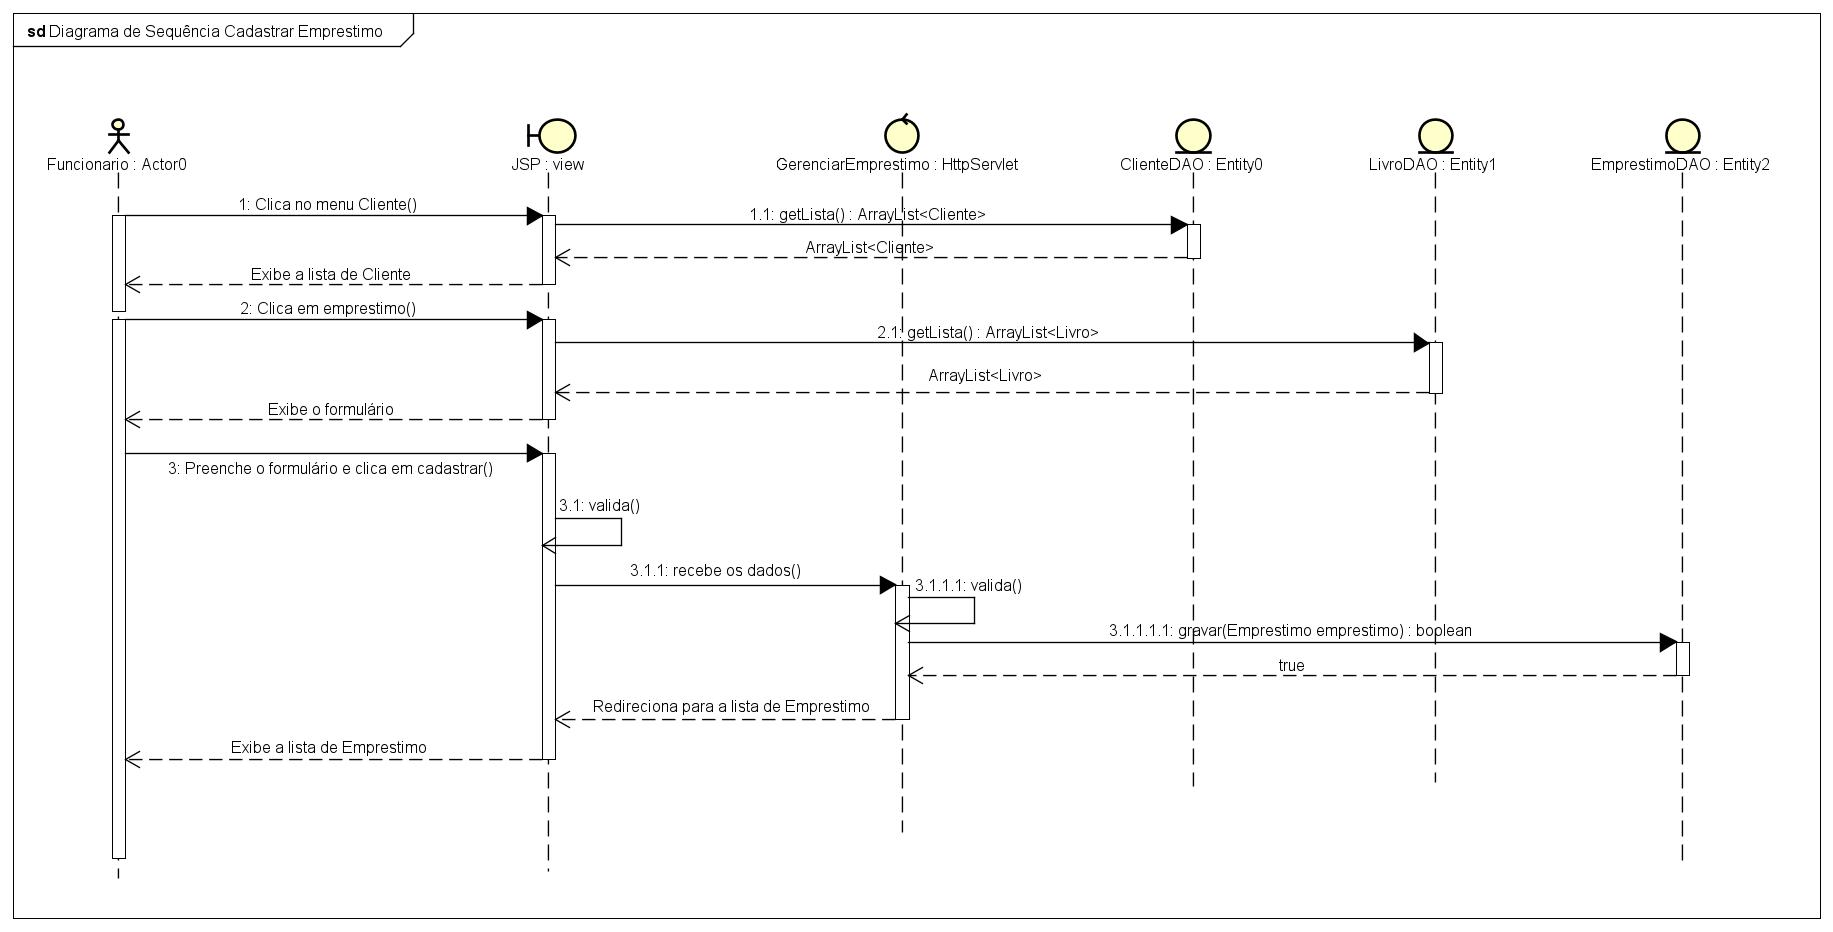 sd Diagrama de Sequência Cadastrar Emprestimo
Funcionario : Actor0
JSP : view
GerenciarEmprestimo : HttpServlet
ClienteDAO : Entity0
LivroDAO : Entity1
EmprestimoDAO : Entity2
1: Clica no menu Cliente()
1.1: getLista() : ArrayList<Cliente>
ArrayList<Cliente>
Exibe a lista de Cliente
2: Clica em emprestimo()
2.1: getLista() : ArrayList<Livro>
ArrayList<Livro>
Exibe o formulário
3: Preenche o formulário e clica em cadastrar()
3.1: valida()
3.1.1: recebe os dados()
3.1.1.1: valida()
3.1.1.1.1: gravar(Emprestimo emprestimo) : boolean
true
Redireciona para a lista de Emprestimo
Exibe a lista de Emprestimo